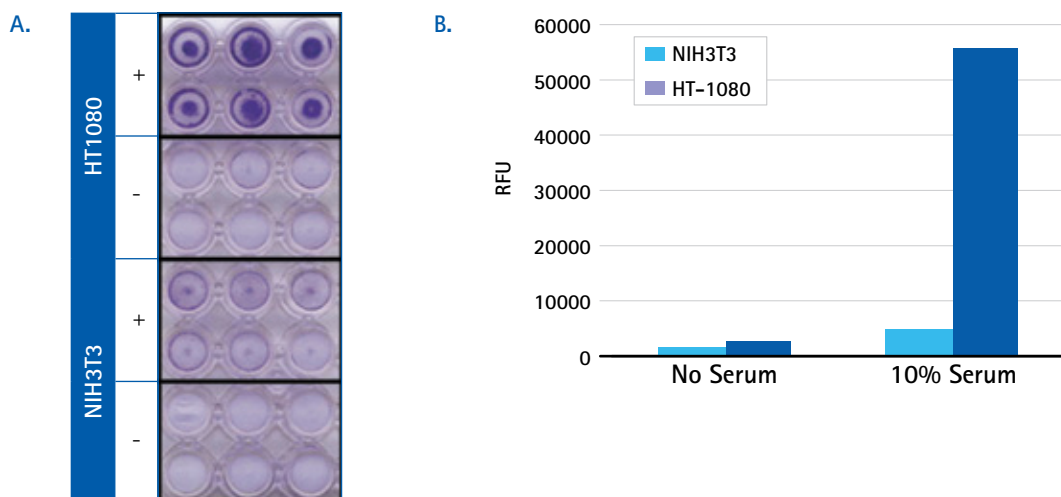 A.
HT1080
+
-
NIH3T3
+
-
B.
NIH3T3
HT-1080
RFU
60000
50000
40000
30000
20000
10000
0
No Serum
10% Serum